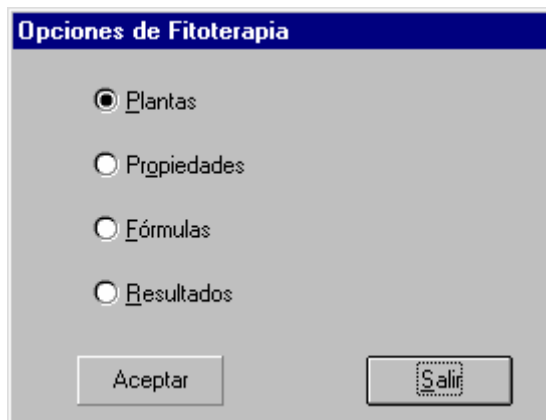 Opciones de Fitoterapia
Plantas
Propiedades
Fórmulas
Resultados
Aceptar Salir